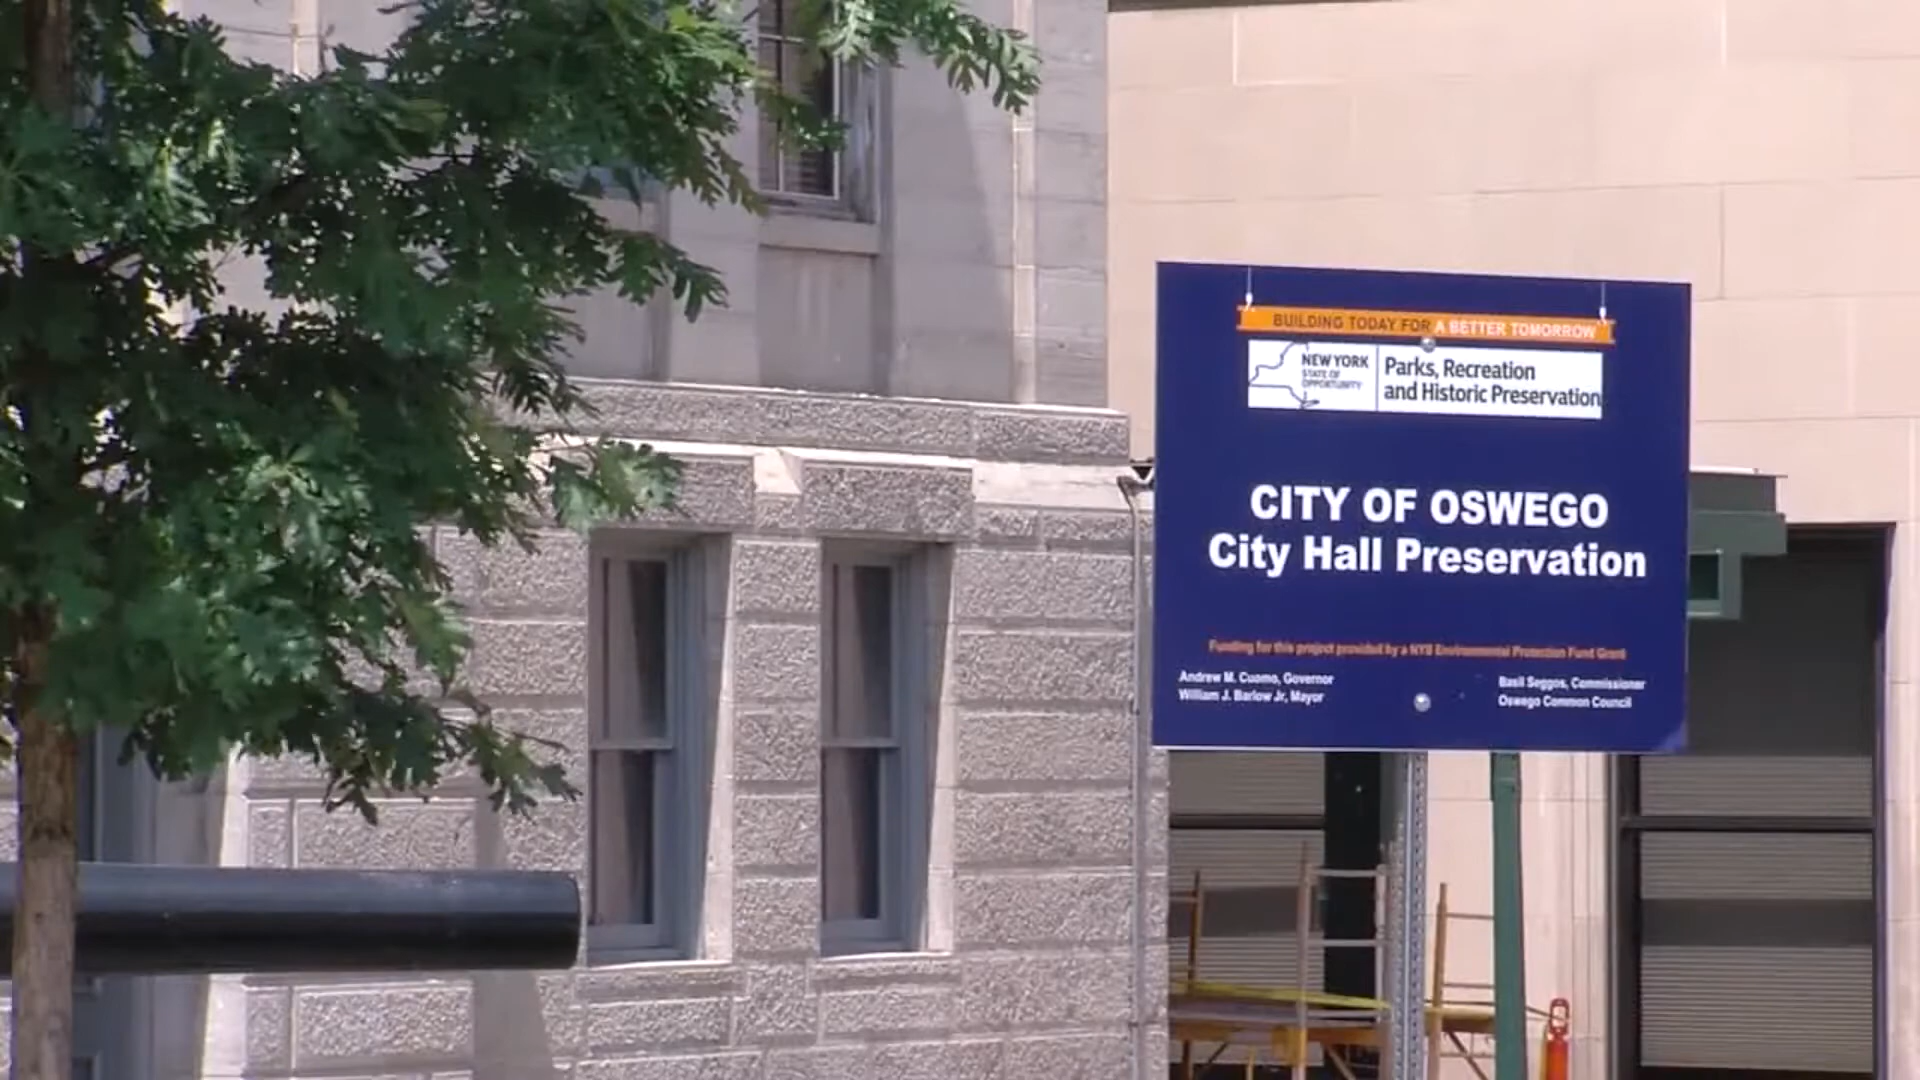 BUILDING TODAY FOR A BETTER TOMORROW
NEW YORK
STATE OF
OPPORTUNITY
Parks, Recreation
and Historic Preservation
CITY OF OSWEGO
City Hall Preservation
Funding for this project provided by a NYS Environmental Protection Fund Grant
Andrew M. Cuomo, Governor
William J. Barlow Jr, Mayor
Basil Seggos, Commissioner
Oswego Common Council